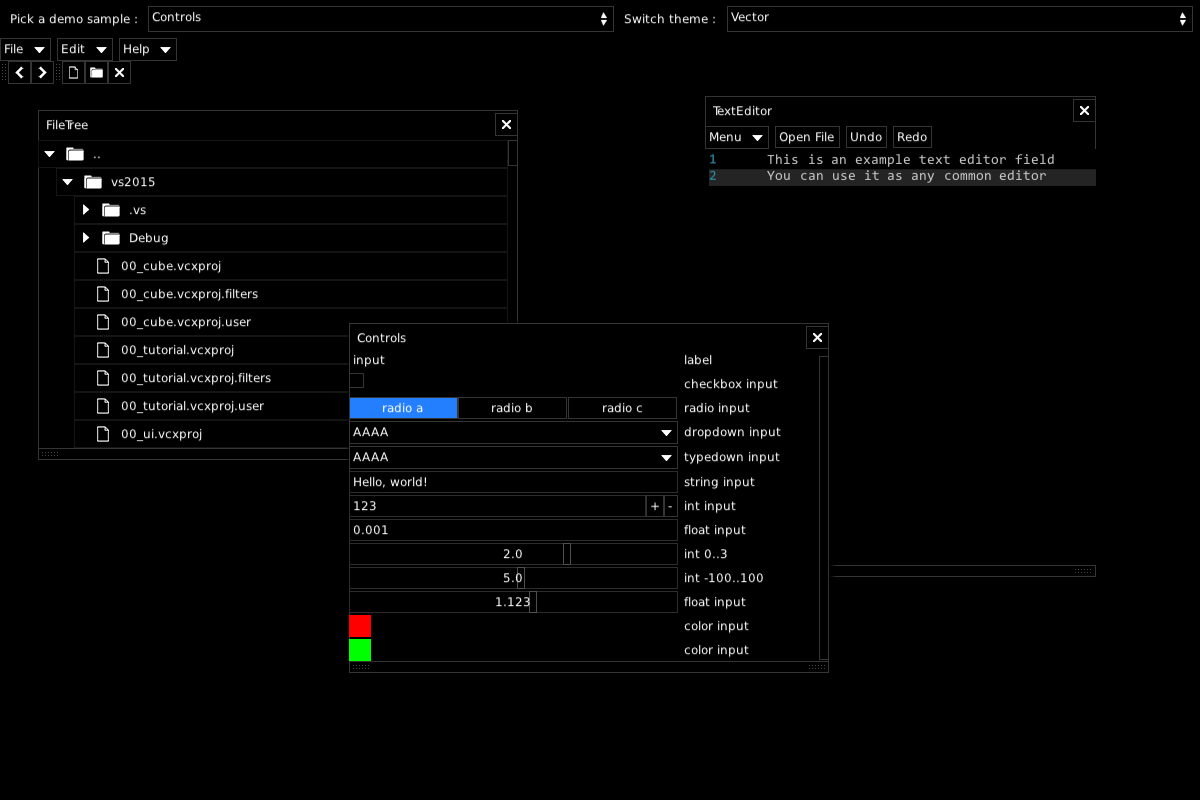 Pick a demo sample : Controls Switch theme : Vector
File Edit Help
FileTree
..
vs2015
.vs
Debug
00_cube.vcxproj
00_cube.vcxproj.filters
00_cube.vcxproj.user
00_tutorial.vcxproj
00_tutorial.vcxproj.filters
00_tutorial.vcxproj.user
00_ui.vcxproj
TextEditor
Menu Open File Undo Redo
1 This is an example text editor field
2 You can use it as any common editor
Controls
input label
checkbox input
radio a radio b radio c radio input
AAAA dropdown input
AAAA typedown input
Hello, world! string input
123 + - int input
0.001 float input
2.0 int 0..3
5.0 int -100..100
1.123 float input
color input
color input